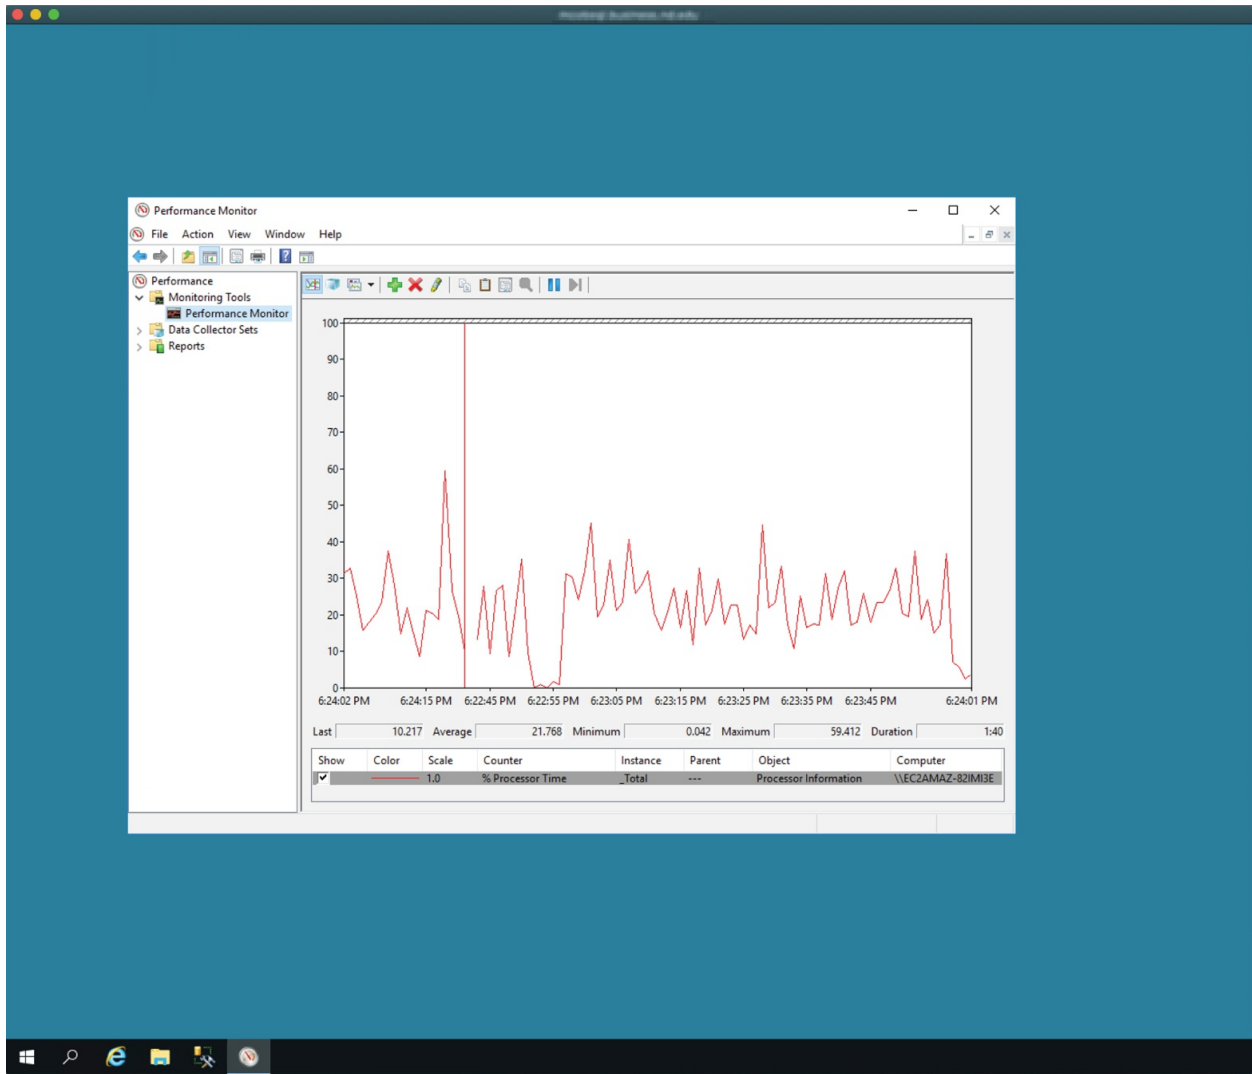 Performance Monitor
File Action View Window Help
Performance
Monitoring Tools
Performance Monitor
Data Collector Sets
Reports
100
90
80
70
60
50
40
30
20
10
0
6:24:02 PM 6:24:15 PM 6:22:45 PM 6:22:55 PM 6:23:05 PM 6:23:15 PM 6:23:25 PM 6:23:35 PM 6:23:45 PM 6:24:01 PM
Last 10.217 Average 21.768 Minimum 0.042 Maximum 59.412 Duration 1:40
Show Color Scale Counter Instance Parent Object Computer
1.0 % Processor Time _Total --- Processor Information \\EC2AMAZ-82IMI3E